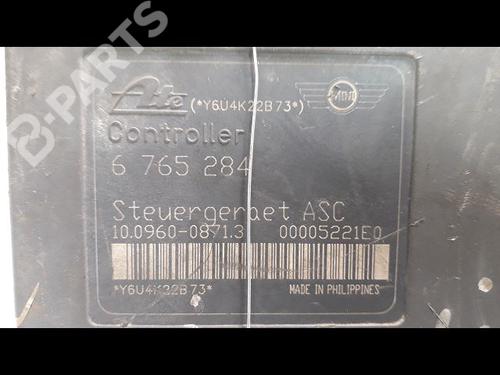 B-PARTS
Ate (*Y6U4K22B73*) MINI
Controller
6 765 284
Steuergeraet ASC
10.0960-0871.3 00005221E0
*Y6U4K22B73* MADE IN PHILIPPINES